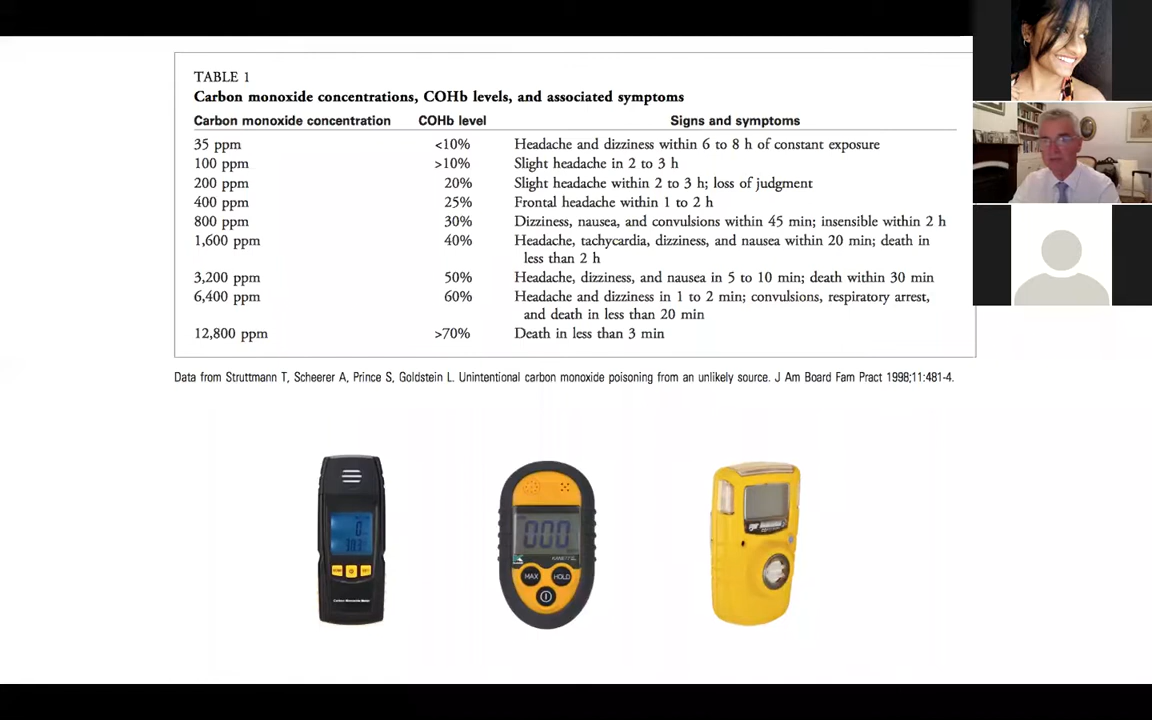 TABLE 1
Carbon monoxide concentrations, COHb levels, and associated symptoms
Carbon monoxide concentration COHb level Signs and symptoms
35 ppm <10% Headache and dizziness within 6 to 8 h of constant exposure
100 ppm >10% Slight headache in 2 to 3 h
200 ppm 20% Slight headache within 2 to 3 h; loss of judgment
400 ppm 25% Frontal headache within 1 to 2 h
800 ppm 30% Dizziness, nausea, and convulsions within 45 min; insensible within 2 h
1,600 ppm 40% Headache, tachycardia, dizziness, and nausea within 20 min; death in
less than 2 h
3,200 ppm 50% Headache, dizziness, and nausea in 5 to 10 min; death within 30 min
6,400 ppm 60% Headache and dizziness in 1 to 2 min; convulsions, respiratory arrest,
and death in less than 20 min
12,800 ppm >70% Death in less than 3 min
Data from Struttmann T, Scheerer A, Prince S, Goldstein L. Unintentional carbon monoxide poisoning from an unlikely source. J Am Board Fam Pract 1998;11:481-4.
0
Carbon Monoxide Meter
000
MAX HOLD